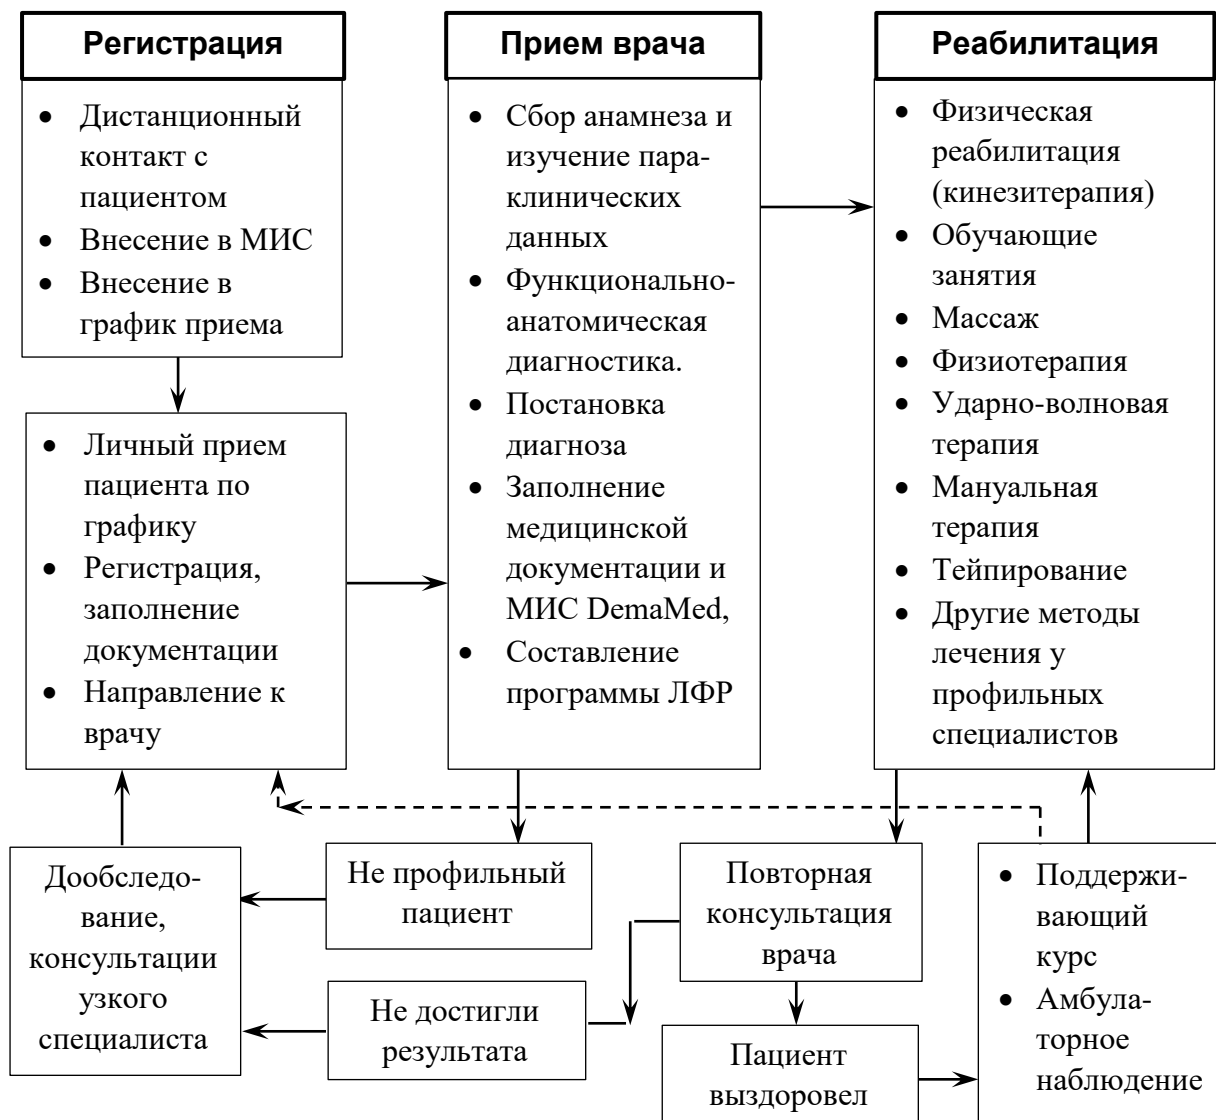 Регистрация
• Дистанционный
контакт с
пациентом
• Внесение в МИС
• Внесение в
график приема
• Личный прием
пациента по
графику
• Регистрация,
заполнение
документации
• Направление к
врачу
Прием врача
• Сбор анамнеза и
изучение пара-
клинических
данных
• Функционально-
анатомическая
диагностика.
• Постановка
диагноза
• Заполнение
медицинской
документации и
МИС DemaMed,
• Составление
программы ЛФР
Реабилитация
• Физическая
реабилитация
(кинезитерапия)
• Обучающие
занятия
• Массаж
• Физиотерапия
• Ударно-волновая
терапия
• Мануальная
терапия
• Тейпирование
• Другие методы
лечения у
профильных
специалистов
Дообследо-
вание,
консультации
узкого
специалиста
Не профильный
пациент
Не достигли
результата
Повторная
консультация
врача
Пациент
выздоровел
• Поддержи-
вающий
курс
• Амбула-
торное
наблюдение